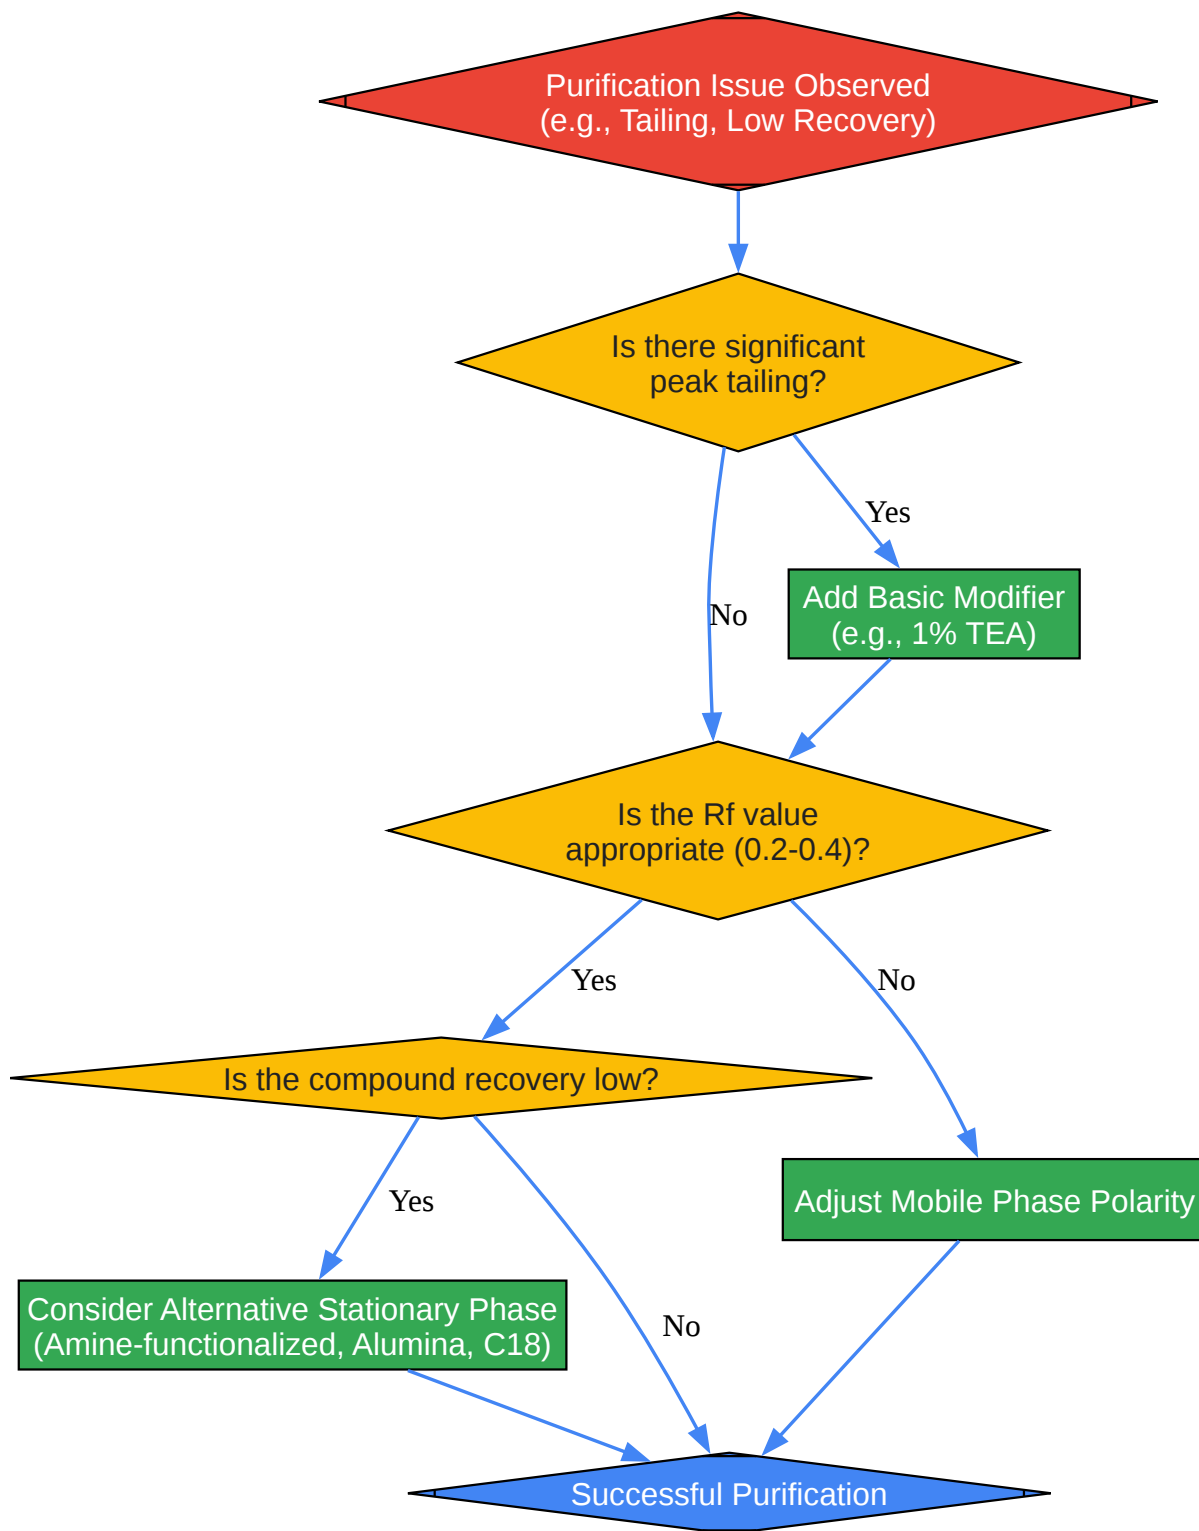 Purification Issue Observed
(e.g., Tailing, Low Recovery)
Is there significant
peak tailing?
Yes
Add Basic Modifier
(e.g., 1% TEA)
No
Is the Rf value
appropriate (0.2-0.4)?
Yes
No
Is the compound recovery low?
Yes
Adjust Mobile Phase Polarity
Consider Alternative Stationary Phase
(Amine-functionalized, Alumina, C18)
No
Successful Purification